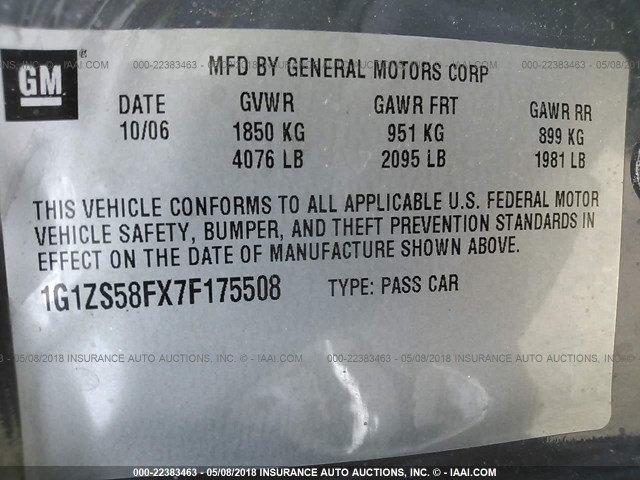 GM
MFD BY GENERAL MOTORS CORP
DATE GVWR GAWR FRT GAWR RR
10/06 1850 KG 951 KG 899 KG
4076 LB 2095 LB 1981 LB
THIS VEHICLE CONFORMS TO ALL APPLICABLE U.S. FEDERAL MOTOR
VEHICLE SAFETY, BUMPER, AND THEFT PREVENTION STANDARDS IN
EFFECT ON THE DATE OF MANUFACTURE SHOWN ABOVE.
1G1ZS58FX7F175508 TYPE: PASS CAR
000-22383463 - 05/08/2018 INSURANCE AUTO AUCTIONS, INC. - © IAAI.COM